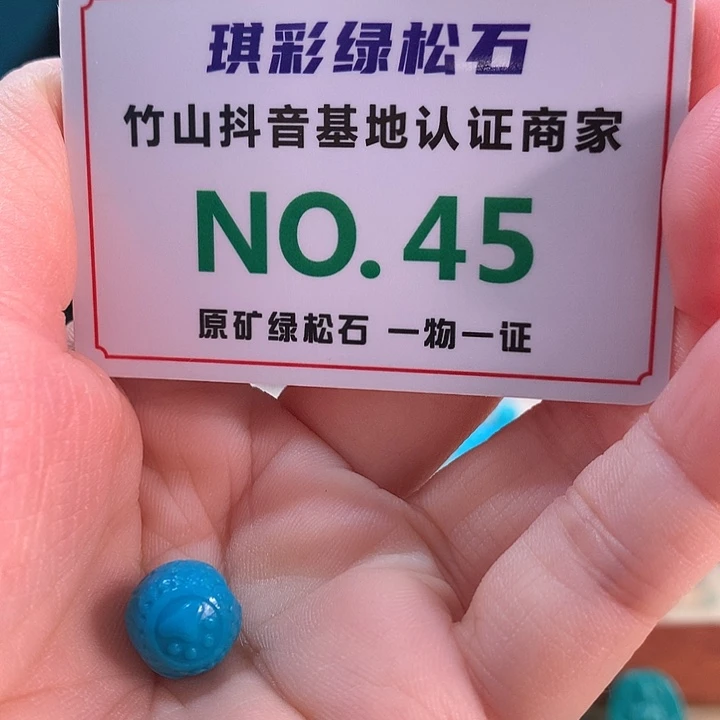 琪彩绿松石
竹山抖音基地认证商家
NO.45
原矿绿松石 一物一证